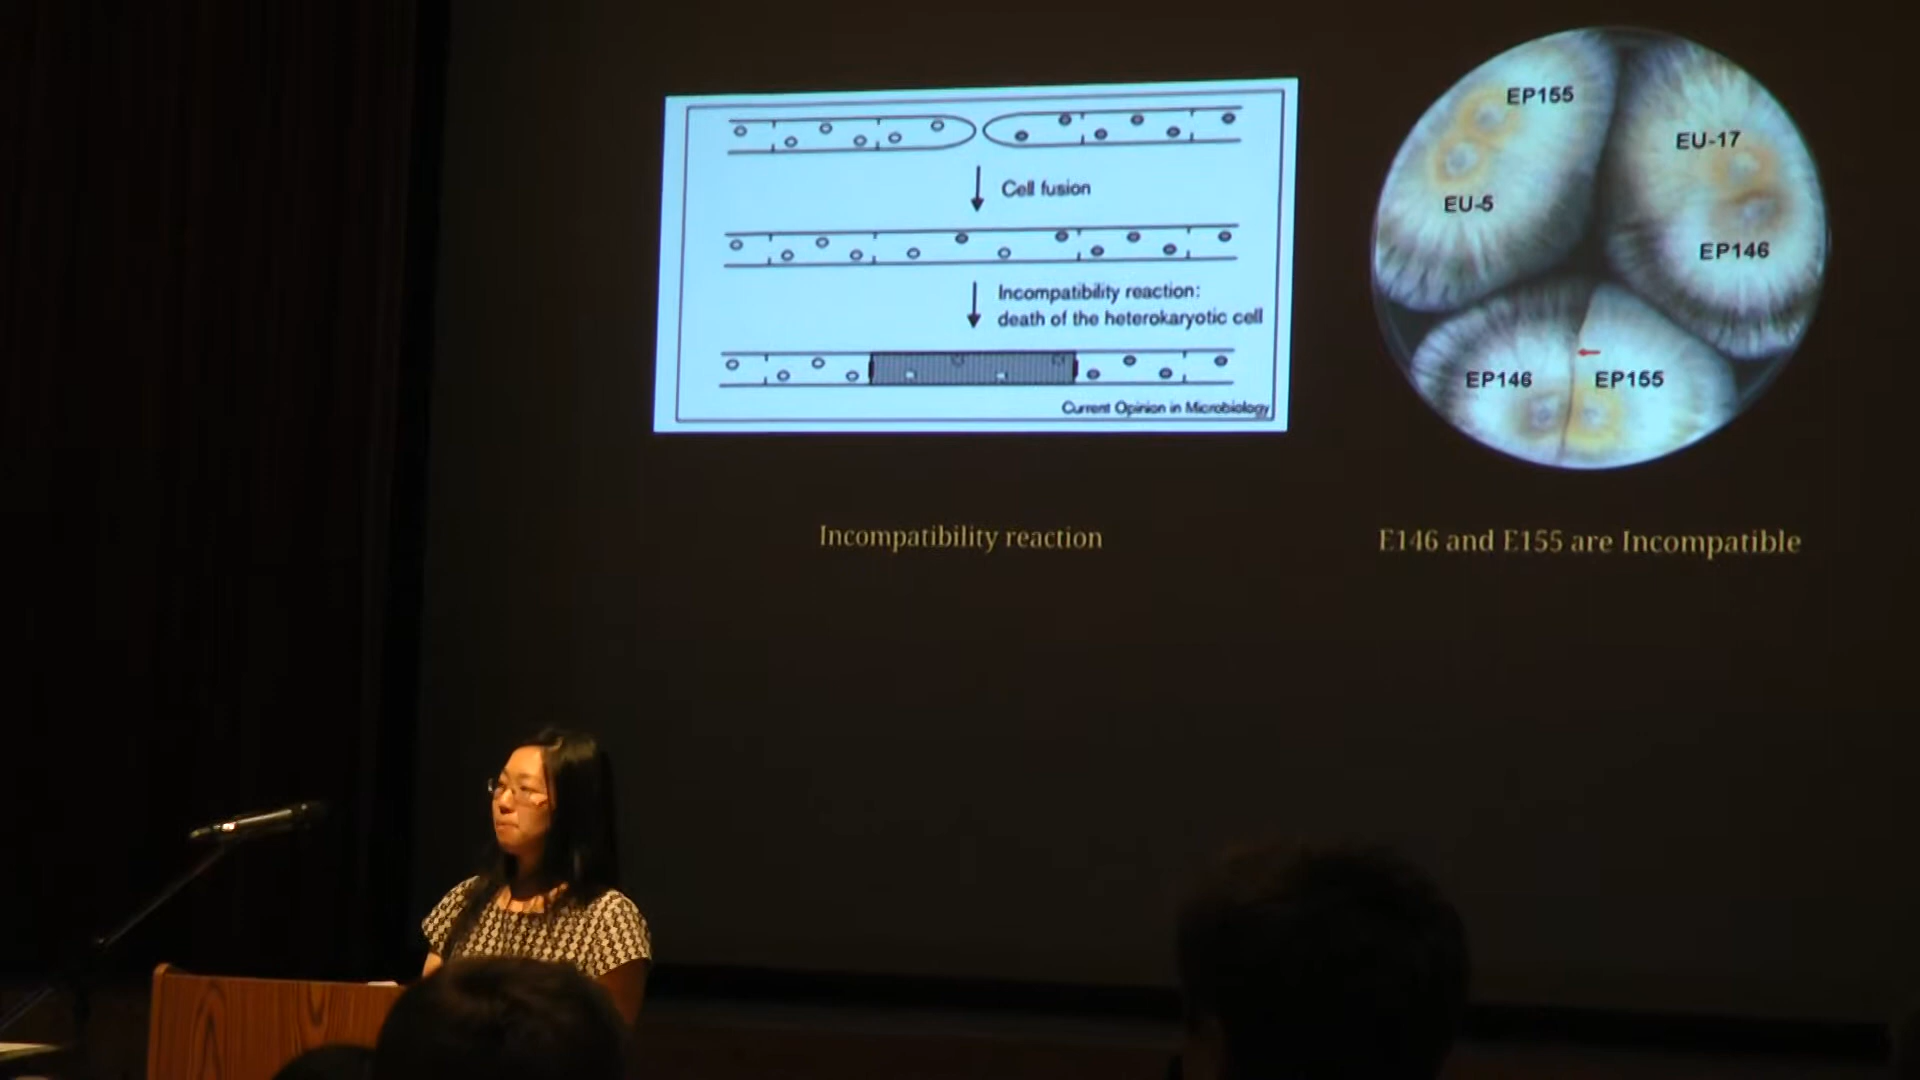 Cell fusion
Incompatibility reaction:
death of the heterokaryotic cell
Current Opinion in Microbiology
EP155
EU-5
EU-17
EP146
EP146
EP155
Incompatibility reaction
E146 and E155 are Incompatible